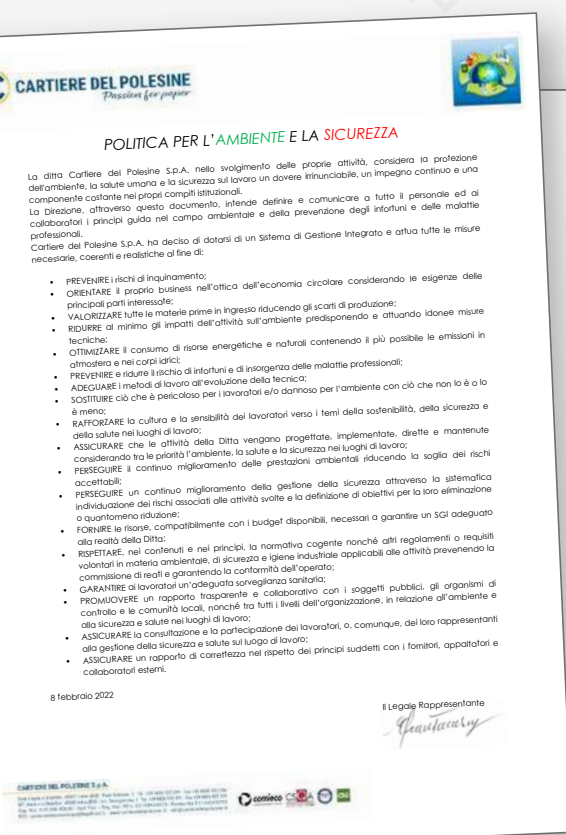 CARTIERE DEL POLESINE
Passion for paper
POLITICA PER L'AMBIENTE E LA SICUREZZA
La ditta Cartiere del Polesine S.p.A. nello svolgimento delle proprie attività, considera la protezione
dell'ambiente, la salute umana e la sicurezza sul lavoro un dovere irrinunciabile, un impegno continuo e una
componente costante nei propri compiti istituzionali.
La Direzione, attraverso questo documento, intende definire e comunicare a tutto il personale ed ai
collaboratori i principi guida nel campo ambientale e della prevenzione degli infortuni e delle malattie
professionali.
Cartiere del Polesine S.p.A. ha deciso di dotarsi di un Sistema di Gestione Integrato e attua tutte le misure
necessarie, coerenti e realistiche al fine di:
• PREVENIRE i rischi di inquinamento;
• ORIENTARE il proprio business nell'ottica dell'economia circolare considerando le esigenze delle
principali parti interessate;
• VALORIZZARE tutte le materie prime in ingresso riducendo gli scarti di produzione;
• RIDURRE al minimo gli impatti dell'attività sull'ambiente predisponendo e attuando idonee misure
tecniche;
• OTTIMIZZARE il consumo di risorse energetiche e naturali contenendo il più possibile le emissioni in
atmosfera e nei corpi idrici;
• PREVENIRE e ridurre il rischio di infortuni e di insorgenza delle malattie professionali;
• ADEGUARE i metodi di lavoro all'evoluzione della tecnica;
• SOSTITUIRE ciò che è pericoloso per i lavoratori e/o dannoso per l'ambiente con ciò che non lo è o lo
è meno;
• RAFFORZARE la cultura e la sensibilità dei lavoratori verso i temi della sostenibilità, della sicurezza e
della salute nei luoghi di lavoro;
• ASSICURARE che le attività della Ditta vengano progettate, implementate, dirette e mantenute
considerando tra le priorità l'ambiente, la salute e la sicurezza nei luoghi di lavoro;
• PERSEGUIRE il continuo miglioramento delle prestazioni ambientali riducendo la soglia dei rischi
accettabili;
• PERSEGUIRE un continuo miglioramento della gestione della sicurezza attraverso la sistematica
individuazione dei rischi associati alle attività svolte e la definizione di obiettivi per la loro eliminazione
o quantomeno riduzione;
• FORNIRE le risorse, compatibilmente con i budget disponibili, necessari a garantire un SGI adeguato
alla realtà della Ditta;
• RISPETTARE, nei contenuti e nei principi, la normativa cogente nonché altri regolamenti o requisiti
volontari in materia ambientale, di sicurezza e igiene industriale applicabili alle attività prevenendo la
commissione di reati e garantendo la conformità dell'operato;
• GARANTIRE ai lavoratori un'adeguata sorveglianza sanitaria;
• PROMUOVERE un rapporto trasparente e collaborativo con i soggetti pubblici, gli organismi di
controllo e le comunità locali, nonché tra tutti i livelli dell'organizzazione, in relazione all'ambiente e
alla sicurezza e salute nei luoghi di lavoro;
• ASSICURARE la consultazione e la partecipazione dei lavoratori, o, comunque, dei loro rappresentanti
alla gestione della sicurezza e salute sul luogo di lavoro;
• ASSICURARE un rapporto di correttezza nel rispetto dei principi suddetti con i fornitori, appaltatori e
collaboratori esterni.
8 febbraio 2022
Il Legale Rappresentante
CARTIERE DEL POLESINE S.p.A.
comieco